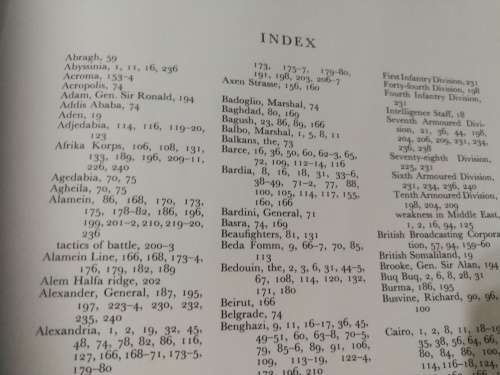 INDEX
Abragh, 59
Abyssinia, 1, 11, 16, 236
Acroma, 153-4
Acropolis, 74
Adam, Gen. Sir Ronald, 194
Addis Ababa, 74
Aden, 19
Adjedabia, 114, 116, 119-20,
123
Afrika Korps, 106, 108, 131,
133, 189, 196, 209-11,
226, 240
Agedabia, 70, 75
Agheila, 70, 75
Alamein, 86, 168, 170, 173,
175, 178-82, 186, 196,
199, 201-2, 210, 219-20,
236
tactics of battle, 200-3
Alamein Line, 166, 168, 173-4,
176, 179, 182, 189
Alem Halfa ridge, 202
Alexander, General, 187, 195,
197, 223-4, 230, 232,
235, 240
Alexandria, 1, 2, 19, 32, 45,
48, 74, 78, 82, 86, 116,
127, 166, 168-71, 173-5,
179-80
173, 175-7, 179-80,
191, 198, 203, 206-7
Axen Strasse, 156, 160
Badoglio, Marshal, 74
Baghdad, 80, 169
Bagush, 23, 86, 89, 166
Balbo, Marshal, 1, 5, 8, 11
Balkans, the, 73
Barce, 16, 36, 50, 60, 62-3, 65,
72, 109, 112-14, 116
Bardia, 8, 16, 18, 31, 33-6,
38-49, 71-2, 77, 88,
100, 105, 114, 117, 155,
160, 166
Bardini, General, 71
Basra, 74, 169
Beaufighters, 81, 131
Beda Fomm, 9, 66-7, 70, 85,
113
Bedouin, the, 2, 3, 6, 31, 44-5,
67, 108, 114, 120, 132,
171, 180
Beirut, 166
Belgrade, 74
Benghazi, 9, 11, 16-17, 36, 45,
49-51, 60, 63-8, 70-5,
79, 85-6, 89, 91, 106,
109, 113-19, 122-4,
172, 196, 210
First Infantry Division, 231
Forty-fourth Division, 198
Fourth Infantry Division,
231
Intelligence Staff, 18
Seventh Armoured Divi-
sion, 21, 36, 44, 198,
204, 206, 209, 231, 234,
236, 238
Seventy-eighth Division,
225, 231
Sixth Armoured Division,
231, 234, 236, 240
Tenth Armoured Division,
198, 204, 209
weakness in Middle East,
1, 2, 16, 94, 125
British Broadcasting Corpora-
tion, 57, 94, 159-60
British Somaliland, 19
Brooke, Gen. Sir Alan, 194
Buq Buq, 2, 6, 8, 28, 31
Burma, 186, 195
Busvine, Richard, 90, 96,
100
Cairo, 1, 2, 8, 11, 18-19
35, 38, 56, 64, 66,
80, 84, 86, 100,
114, 116-18, 124,